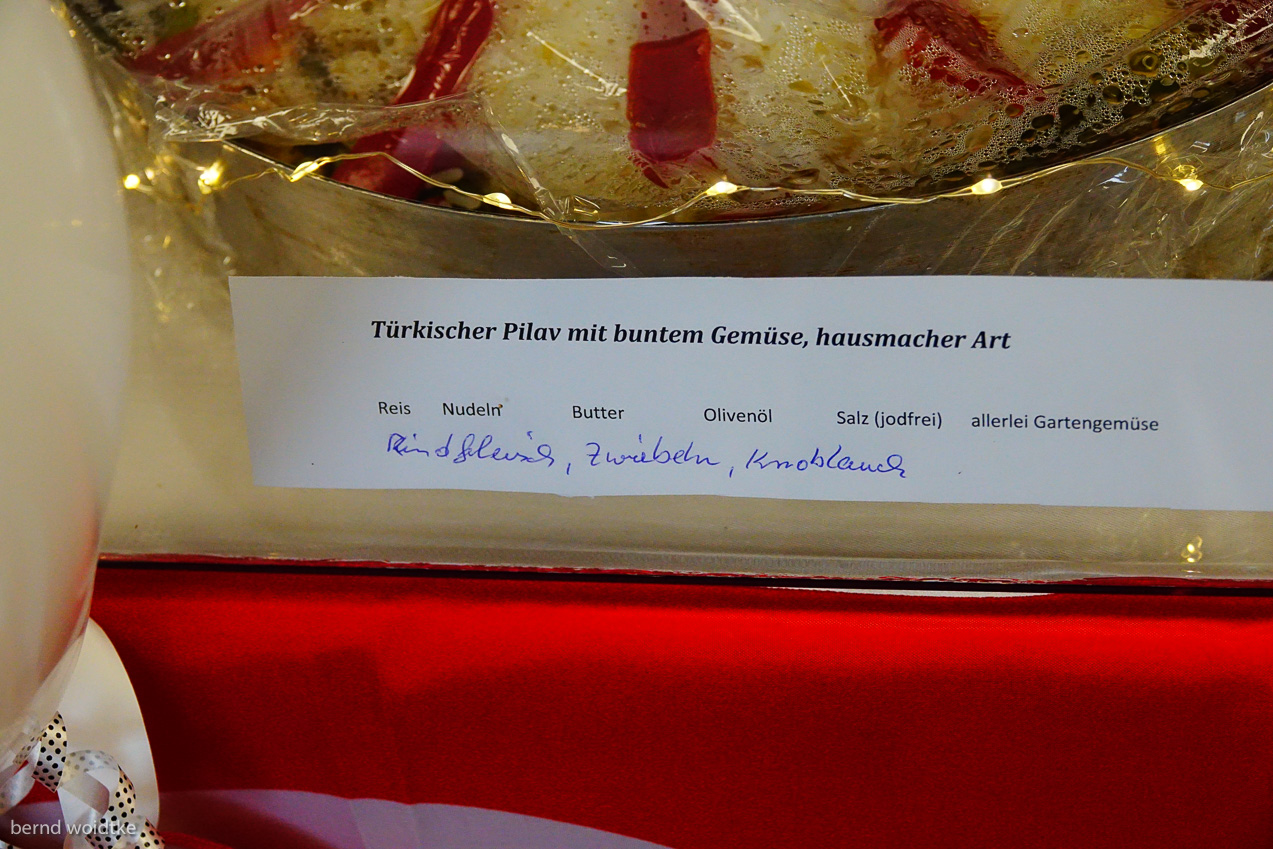 Türkischer Pilav mit buntem Gemüse, hausmacher Art
Reis Nudeln Butter Olivenöl Salz (jodfrei) allerlei Gartengemüse
Rindfleisch, Zwiebeln, Knoblauch
bernd woidtke